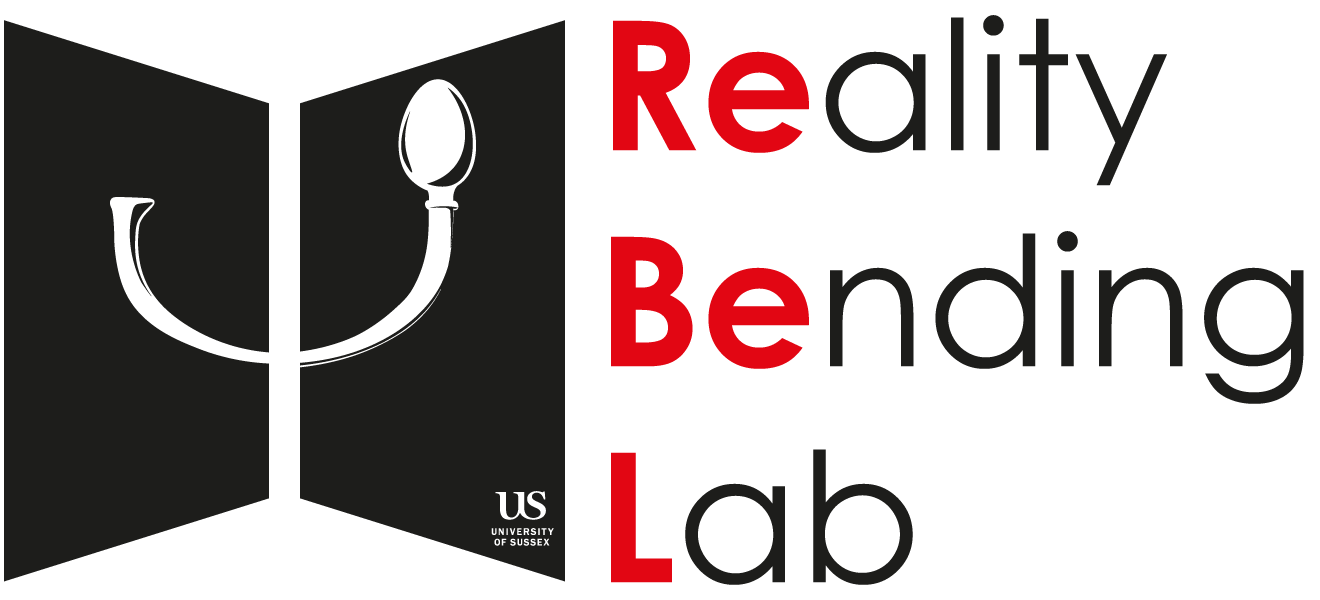 Reality
Bending
Lab
US
UNIVERSITY
OF SUSSEX